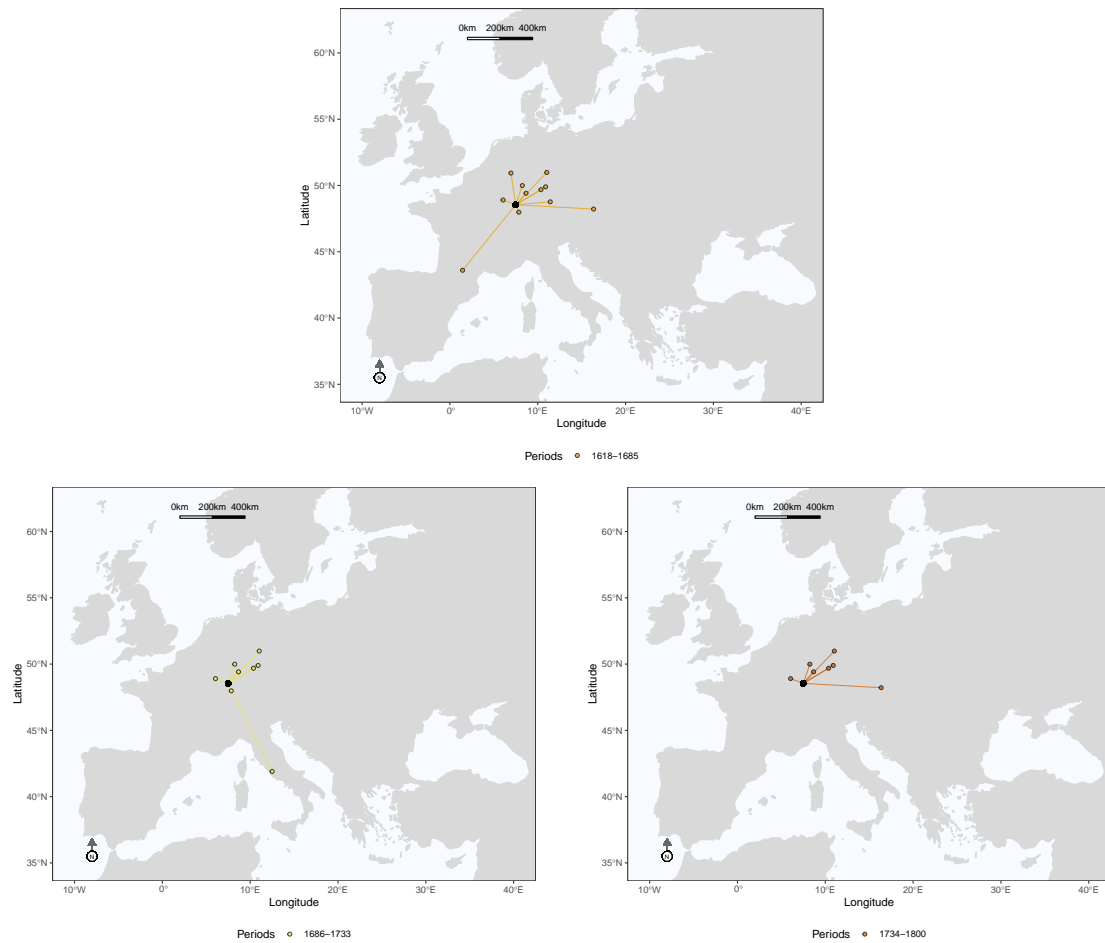 0km 200km 400km
60°N
55°N
50°N
45°N
40°N
35°N
Latitude
N
10°W 0° 10°E 20°E 30°E 40°E
Longitude
Periods 1618–1685
0km 200km 400km
60°N
55°N
50°N
45°N
40°N
35°N
Latitude
N
10°W 0° 10°E 20°E 30°E 40°E
Longitude
Periods 1686–1733
0km 200km 400km
60°N
55°N
50°N
45°N
40°N
35°N
Latitude
N
10°W 0° 10°E 20°E 30°E 40°E
Longitude
Periods 1734–1800